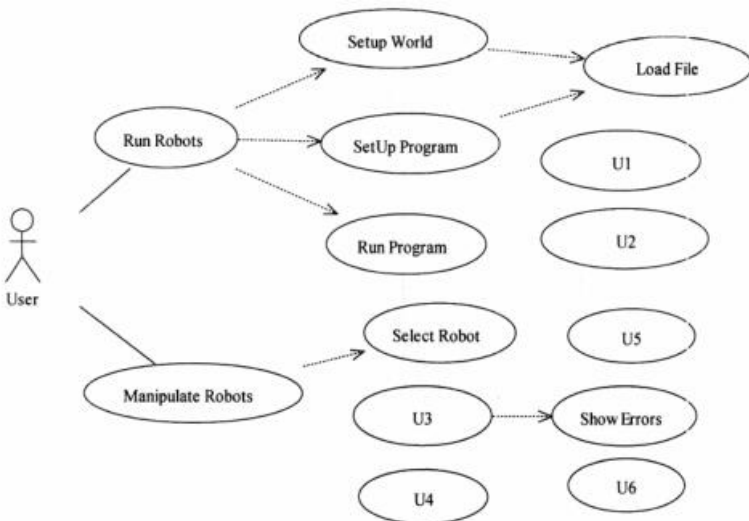 Setup World
Load File
Run Robots
SetUp Program
U1
Run Program
U2
User
Select Robot
U5
Manipulate Robots
U3
Show Errors
U4
U6